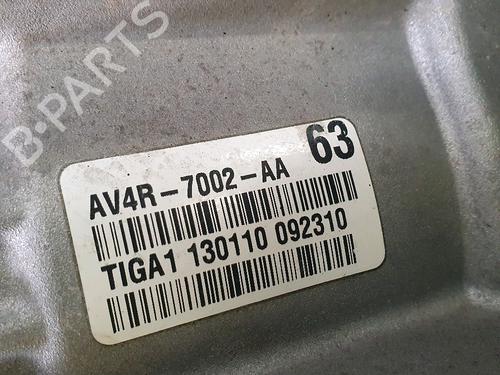 B-PARTS
63
AV4R-7002-AA
TIGA1 130110 092310